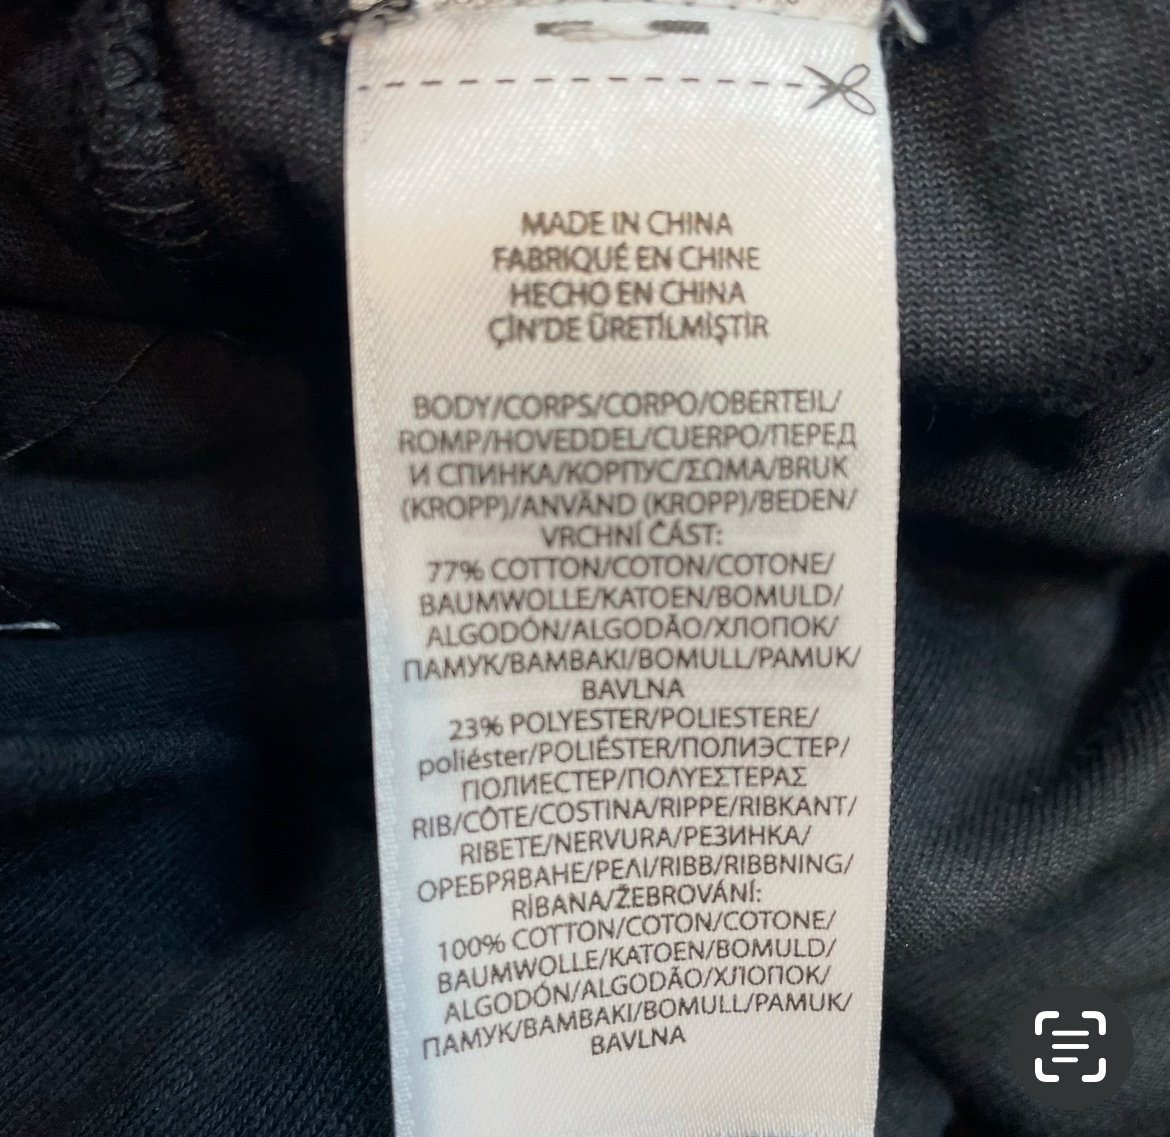 MADE IN CHINA
FABRIQUÉ EN CHINE
HECHO EN CHINA
ÇİN'DE ÜRETİLMİŞTİR
BODY/CORPS/CORPO/OBERTEIL/
ROMP/HOVEDDEL/CUERPO/ПЕРЕД
И СПИНКА/КОРПУС/ΣΩΜΑ/BRUK
(KROPP)/ANVÄND (KROPP)/BEDEN/
VRCHNÍ ČÁST:
77% COTTON/COTON/COTONE/
BAUMWOLLE/KATOEN/BOMULD/
ALGODÓN/ALGODÃO/ХЛОПОК/
ПАМУК/BAMBAKI/BOMULL/PAMUK/
BAVLNA
23% POLYESTER/POLIESTERE/
poliéster/POLIÉSTER/ПОЛИЭСТЕР/
ПОЛИЕСТЕР/ΠΟΛΥΕΣΤΕΡΑΣ
RIB/CÔTE/COSTINA/RIPPE/RIBKANT/
RIBETE/NERVURA/РЕЗИНКА/
ОРЕБРЯВАНЕ/ΡΕΛΙ/RIBB/RIBBNING/
RİBANA/ŽEBROVÁNÍ:
100% COTTON/COTON/COTONE/
BAUMWOLLE/KATOEN/BOMULD/
ALGODÓN/ALGODÃO/ХЛОПОК/
ПАМУК/BAMBAKI/BOMULL/PAMUK/
BAVLNA